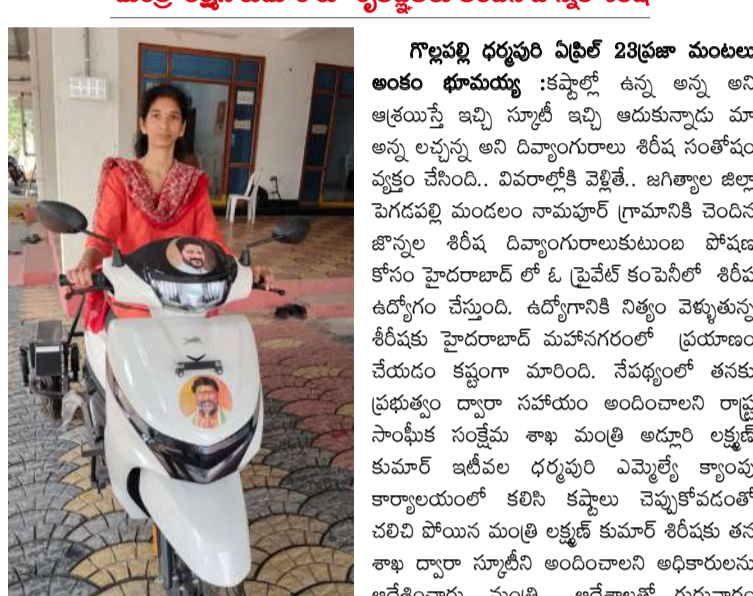 గొల్లపల్లి ధర్మపురి ఏప్రిల్ 23ప్రజా మంటలు
అంకం భూమయ్య :కష్టాల్లో ఉన్న అన్న అని
ఆశ్రయిస్తే ఇచ్చి స్కూటీ ఇచ్చి ఆదుకున్నాడు మా
అన్న లచ్చన్న అని దివ్యాంగురాలు శిరీష సంతోషం
వ్యక్తం చేసింది.. వివరాల్లోకి వెళ్లితే.. జగిత్యాల జిల్లా
పెగడపల్లి మండలం నామపూర్ గ్రామానికి చెందిన
జొన్నల శిరీష దివ్యాంగురాలుకుటుంబ పోషణ
కోసం హైదరాబాద్ లో ఓ ప్రైవేట్ కంపెనీలో శిరీష
ఉద్యోగం చేస్తుంది. ఉద్యోగానికి నిత్యం వెళ్ళుతున్న
శీరీషకు హైదరాబాద్ మహానగరంలో ప్రయాణం
చేయడం కష్టంగా మారింది. నేపథ్యంలో తనకు
ప్రభుత్వం ద్వారా సహాయం అందించాలని రాష్ట్ర
సాంఘీక సంక్షేమ శాఖ మంత్రి అడ్లూరి లక్ష్మణ్
కుమార్ ఇటీవల ధర్మపురి ఎమ్మెల్యే క్యాంపు
కార్యాలయంలో కలిసి కష్టాలు చెప్పుకోవడంతో
చలిచి పోయిన మంత్రి లక్ష్మణ్ కుమార్ శిరీషకు తన
శాఖ ద్వారా స్కూటీని అందించాలని అధికారులను